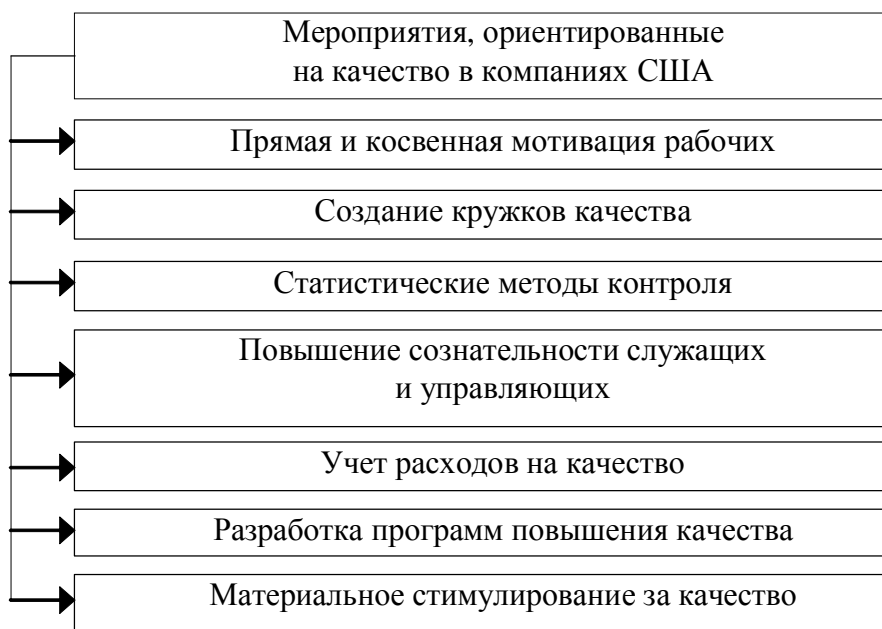 Мероприятия, ориентированные
на качество в компаниях США
Прямая и косвенная мотивация рабочих
Создание кружков качества
Статистические методы контроля
Повышение сознательности служащих
и управляющих
Учет расходов на качество
Разработка программ повышения качества
Материальное стимулирование за качество